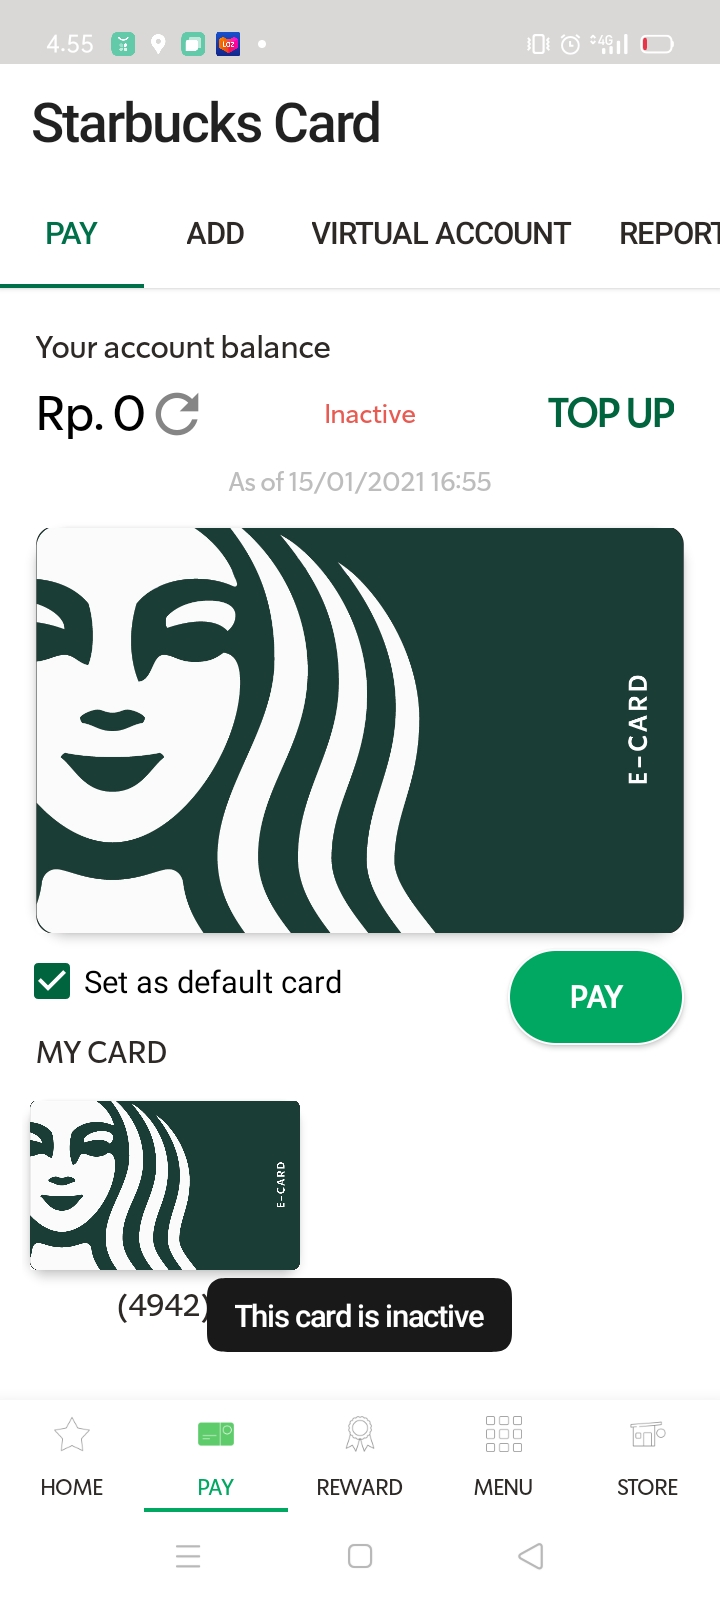 4.55
Laz
4G
Starbucks Card
PAY ADD VIRTUAL ACCOUNT REPORT
Your account balance
Rp. 0 Inactive TOP UP
As of 15/01/2021 16:55
E-CARD
Set as default card
PAY
MY CARD
E-CARD
(4942)
This card is inactive
HOME PAY REWARD MENU STORE